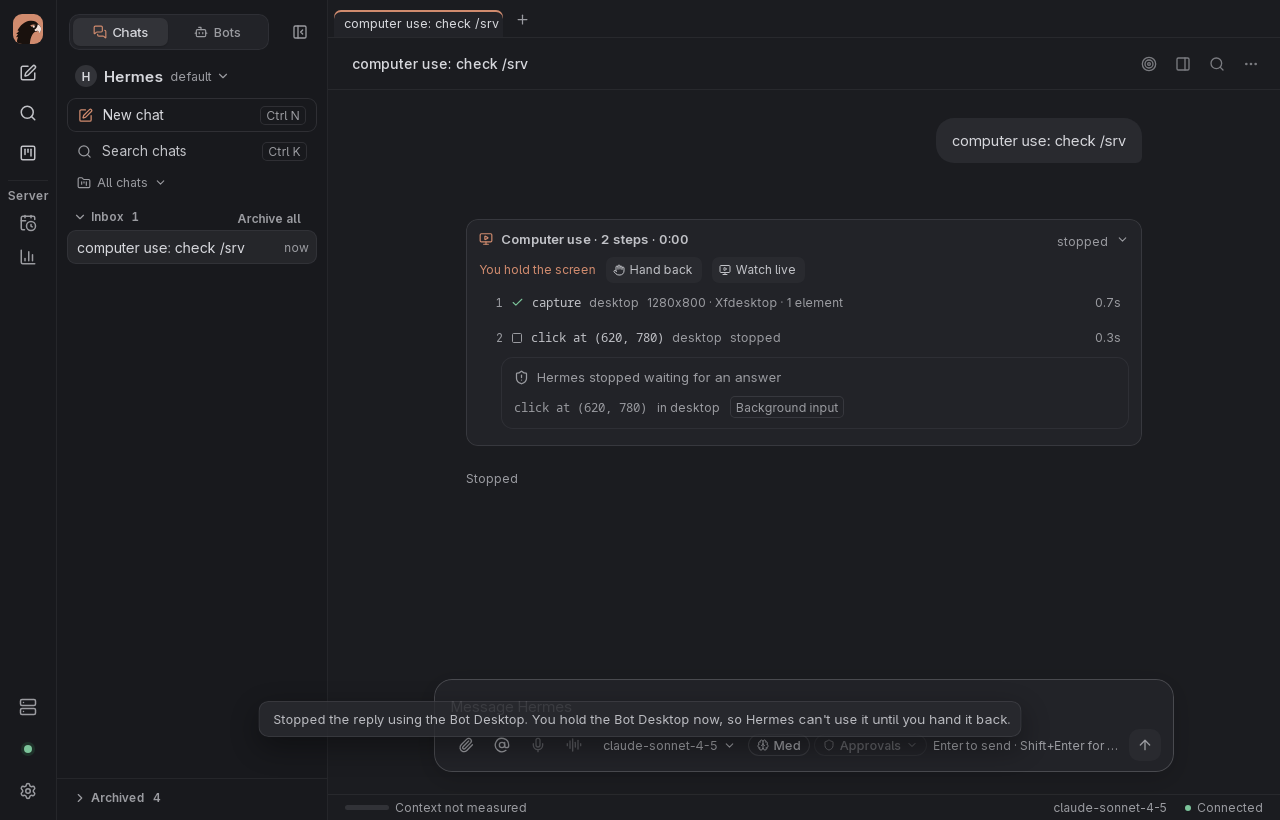 Chats
Bots
computer use: check /srv
H Hermes default
computer use: check /srv
New chat Ctrl N
Search chats Ctrl K
All chats
Server
Inbox 1 Archive all
computer use: check /srv now
computer use: check /srv
Computer use · 2 steps · 0:00 stopped
You hold the screen Hand back Watch live
1 capture desktop 1280x800 · Xfdesktop · 1 element 0.7s
2 click at (620, 780) desktop stopped 0.3s
Hermes stopped waiting for an answer
click at (620, 780) in desktop Background input
Stopped
Message Hermes
Stopped the reply using the Bot Desktop. You hold the Bot Desktop now, so Hermes can't use it until you hand it back.
claude-sonnet-4-5 Med Approvals Enter to send · Shift+Enter for ...
Archived 4
Context not measured claude-sonnet-4-5 Connected